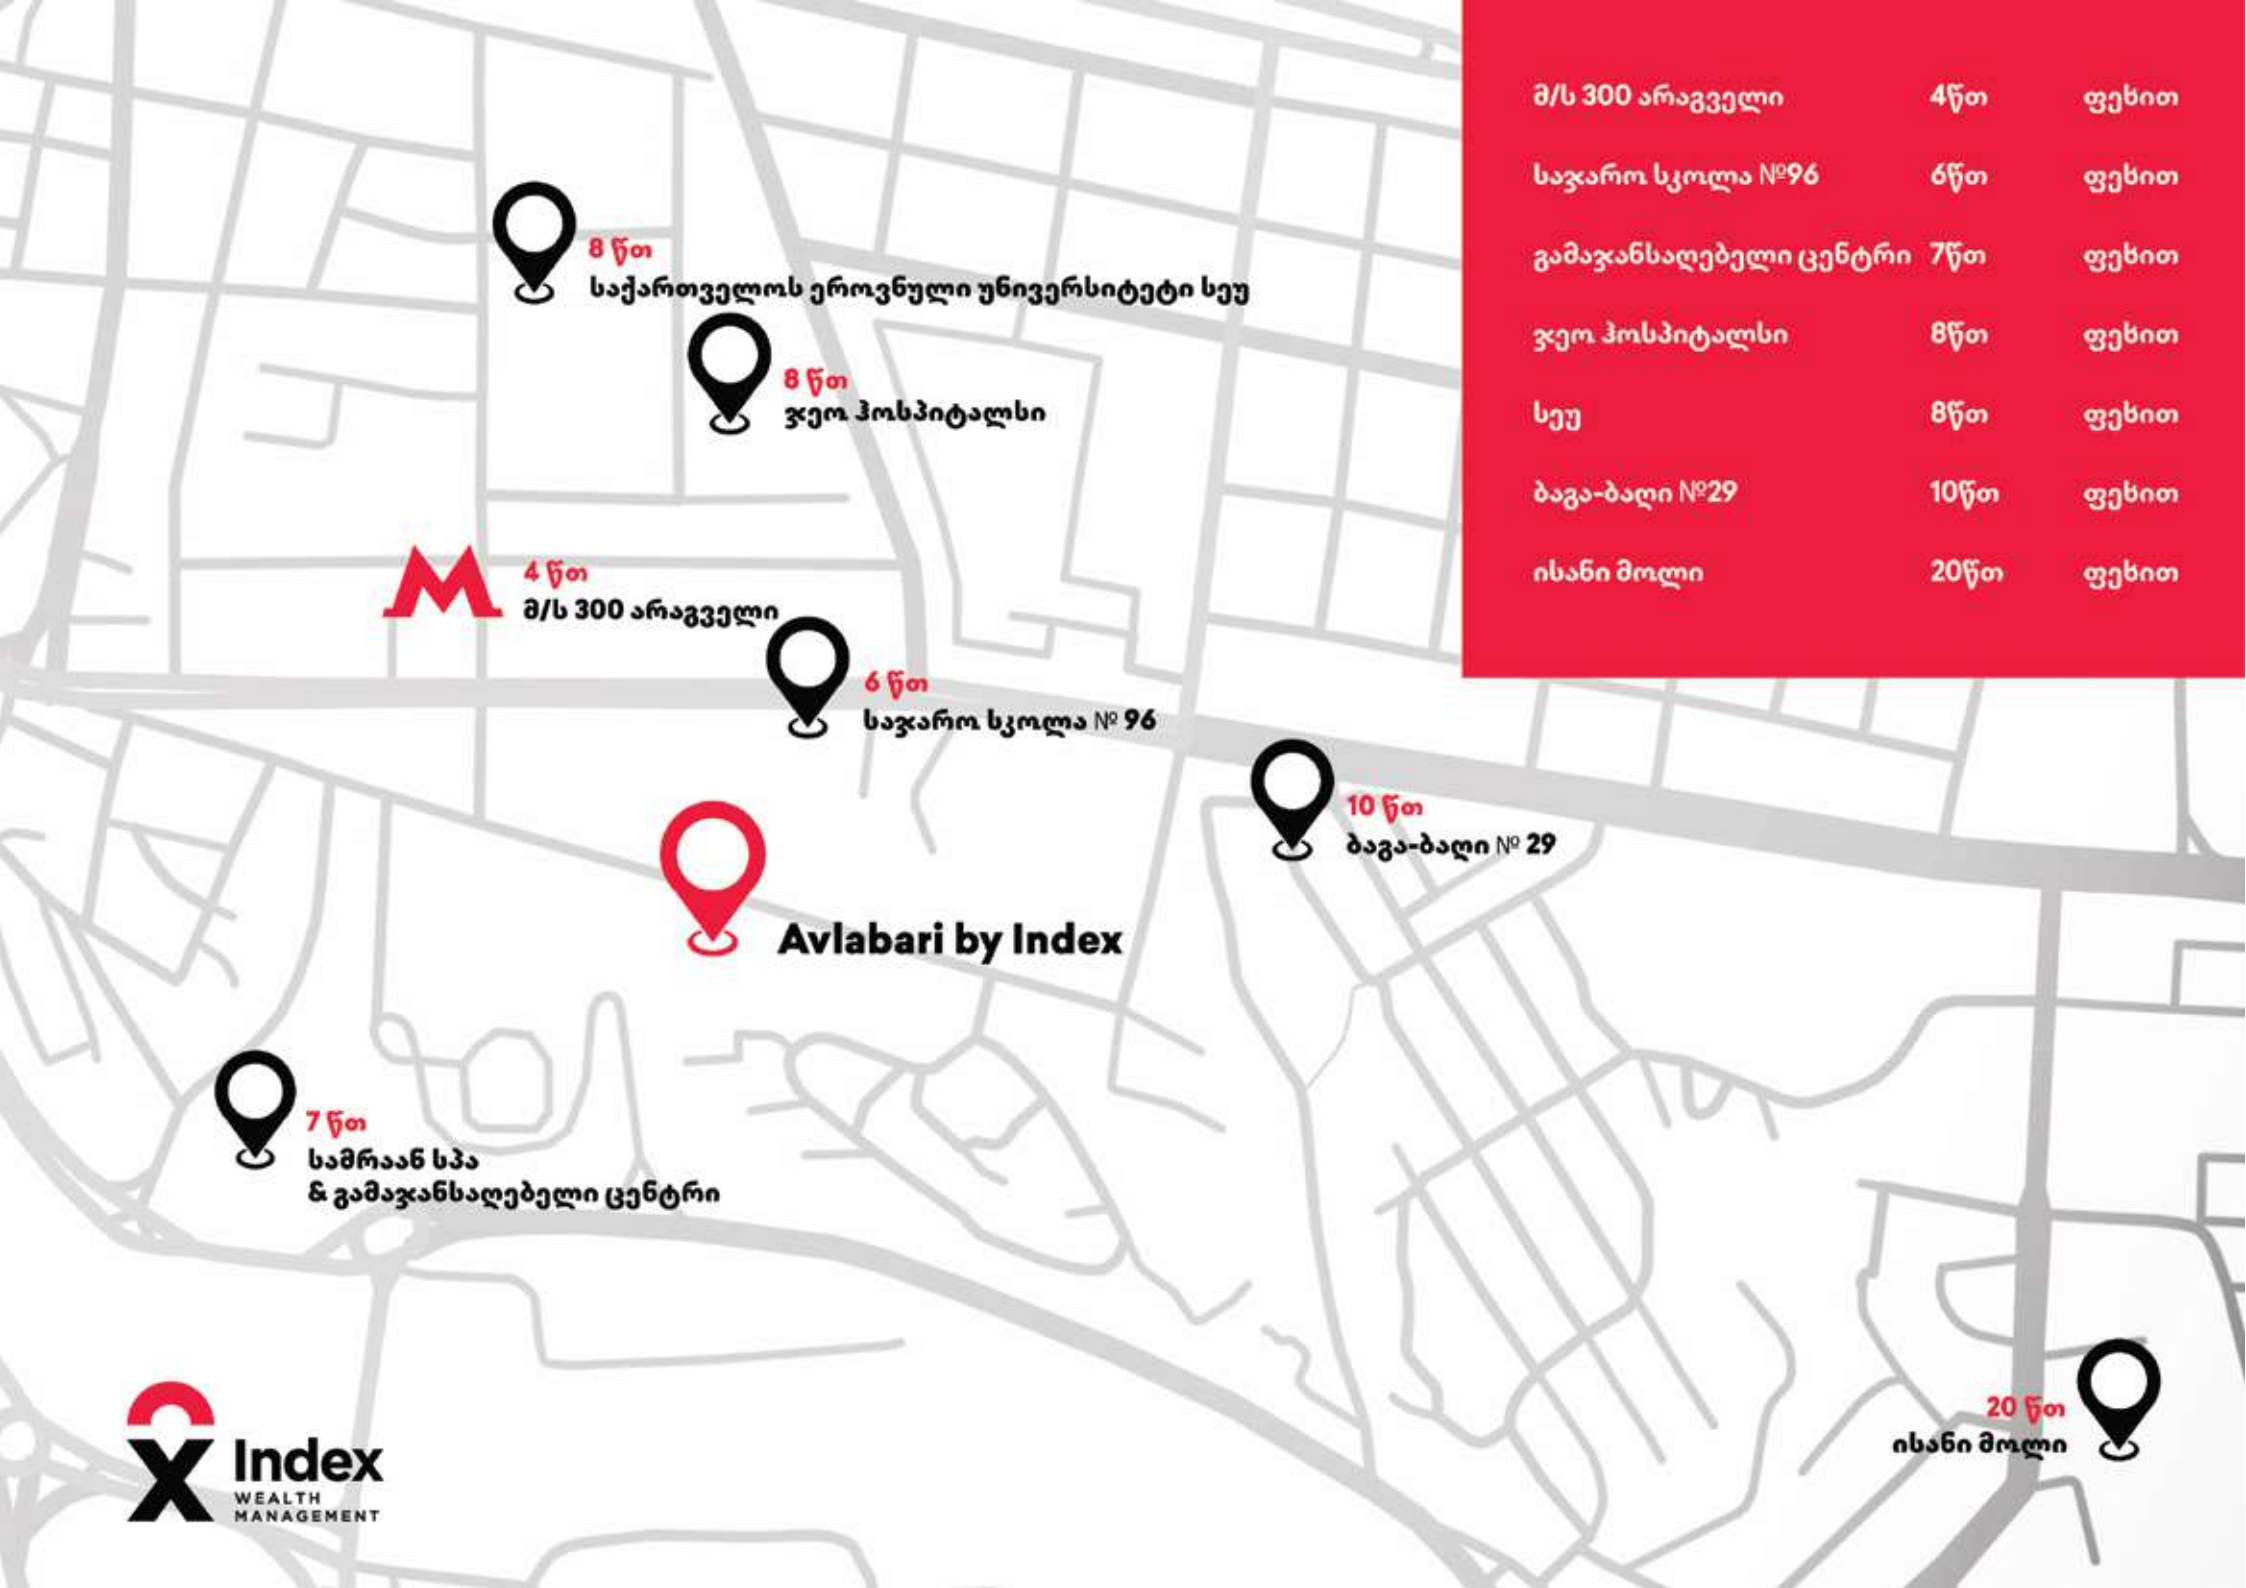 მ/ს 300 არაგველი 4წთ ფეხით
საჯარო სკოლა №96 6წთ ფეხით
გამაჯანსაღებელი ცენტრი 7წთ ფეხით
ჯეო ჰოსპიტალსი 8წთ ფეხით
სეუ 8წთ ფეხით
ბაგა-ბაღი №29 10წთ ფეხით
ისანი მოლი 20წთ ფეხით
8 წთ
საქართველოს ეროვნული უნივერსიტეტი სეუ
8 წთ
ჯეო ჰოსპიტალსი
4 წთ
მ/ს 300 არაგველი
6 წთ
საჯარო სკოლა № 96
10 წთ
ბაგა-ბაღი № 29
Avlabari by Index
7 წთ
სამრაან სპა
& გამაჯანსაღებელი ცენტრი
20 წთ
ისანი მოლი
Index
WEALTH
MANAGEMENT